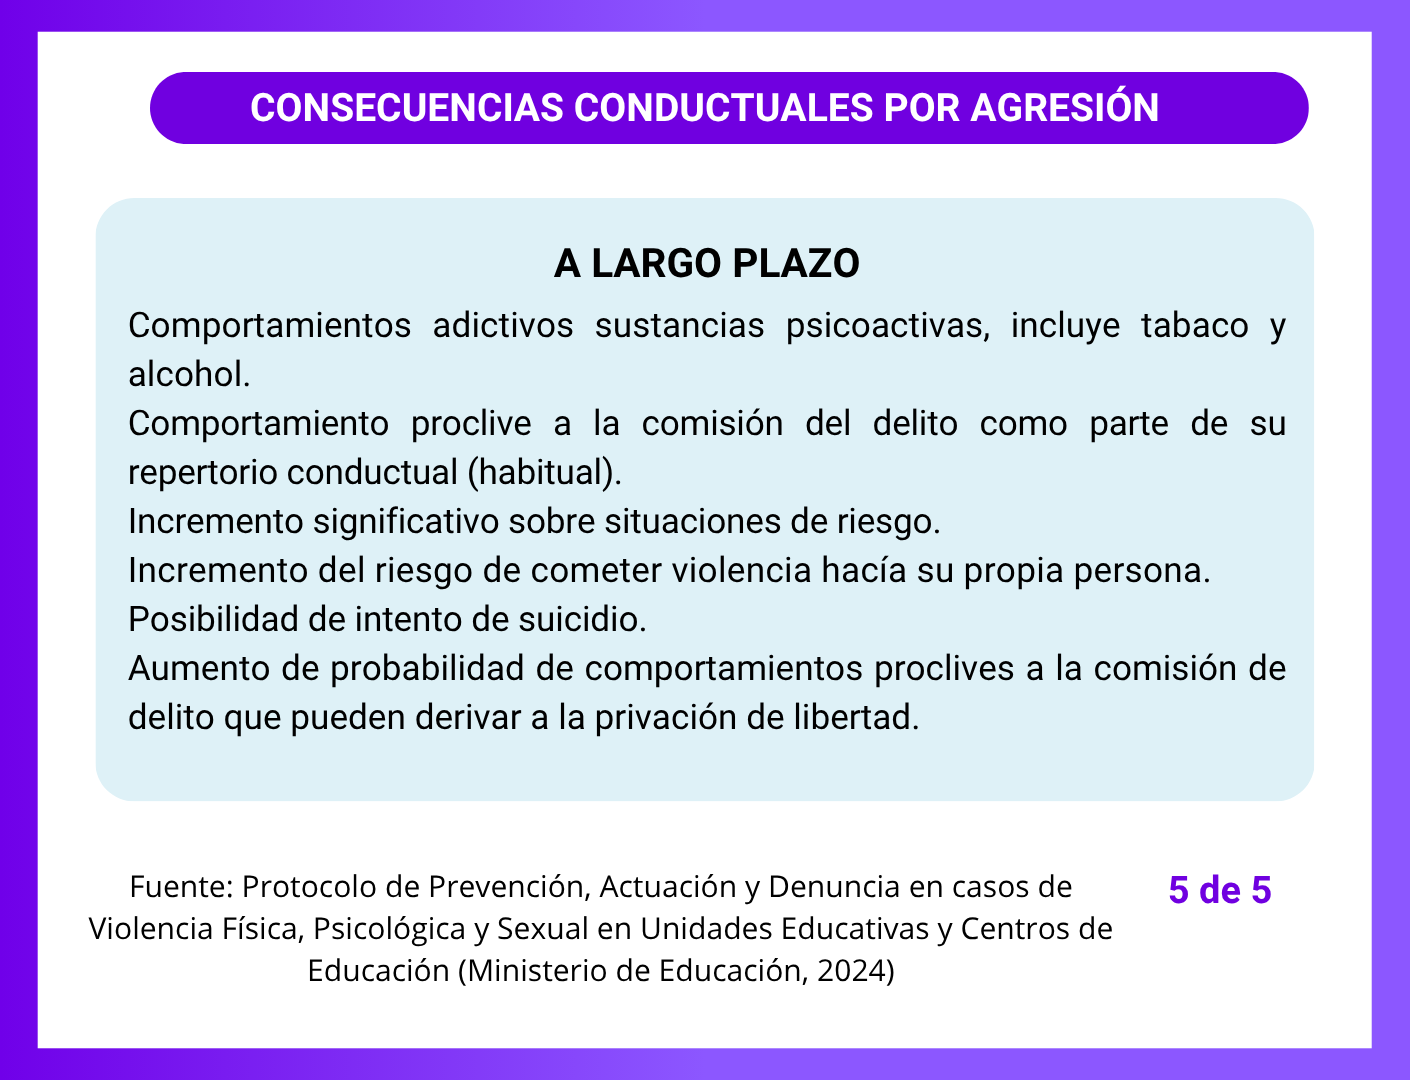 CONSECUENCIAS CONDUCTUALES POR AGRESIÓN
A LARGO PLAZO
Comportamientos adictivos sustancias psicoactivas, incluye tabaco y
alcohol.
Comportamiento proclive a la comisión del delito como parte de su
repertorio conductual (habitual).
Incremento significativo sobre situaciones de riesgo.
Incremento del riesgo de cometer violencia hacía su propia persona.
Posibilidad de intento de suicidio.
Aumento de probabilidad de comportamientos proclives a la comisión de
delito que pueden derivar a la privación de libertad.
Fuente: Protocolo de Prevención, Actuación y Denuncia en casos de
Violencia Física, Psicológica y Sexual en Unidades Educativas y Centros de
Educación (Ministerio de Educación, 2024)
5 de 5